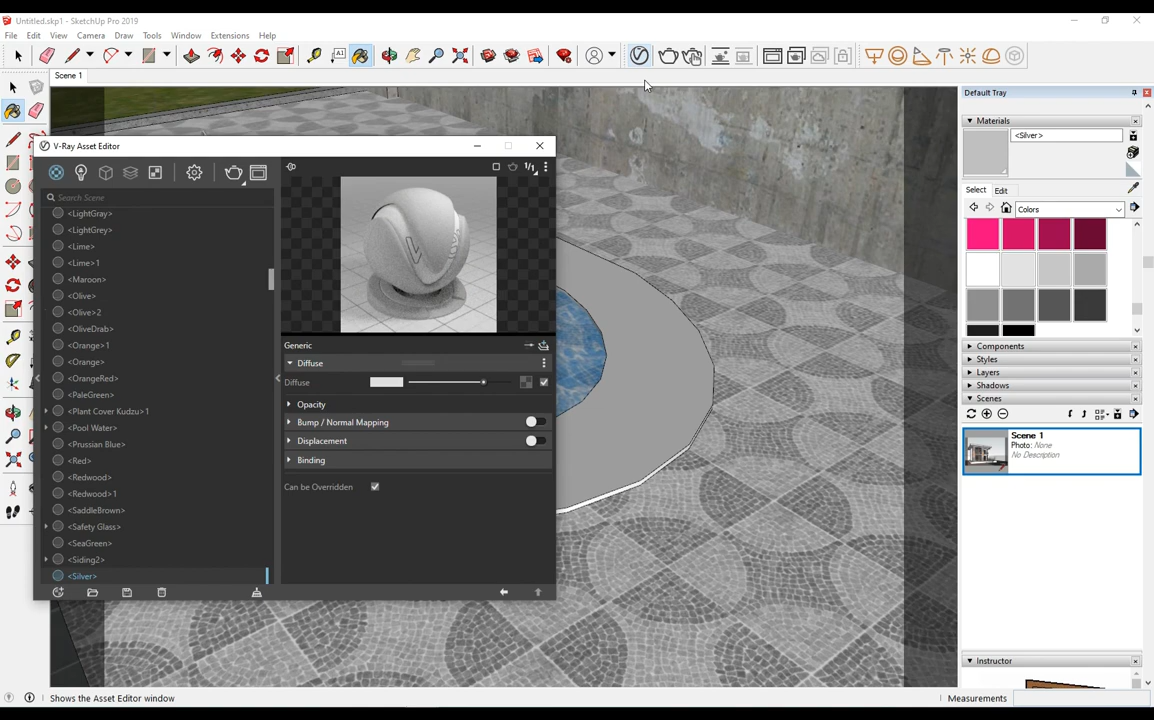 Untitled.skp1 - SketchUp Pro 2019
File Edit View Camera Draw Tools Window Extensions Help
Scene 1
Default Tray
Materials
<Silver>
Select Edit
Colors
V-Ray Asset Editor
1/1
Search Scene
<LightGray>
<LightGrey>
<Lime>
<Lime>1
<Maroon>
<Olive>
<Olive>2
<OliveDrab>
<Orange>1
<Orange>
<OrangeRed>
<PaleGreen>
<Plant Cover Kudzu>1
<Pool Water>
<Prussian Blue>
<Red>
<Redwood>
<Redwood>1
<SaddleBrown>
<Safety Glass>
<SeaGreen>
<Siding2>
<Silver>
Generic
Diffuse
Diffuse
Opacity
Bump / Normal Mapping
Displacement
Binding
Can be Overridden
Components
Styles
Layers
Shadows
Scenes
Scene 1
Photo: None
No Description
Instructor
Shows the Asset Editor window
Measurements